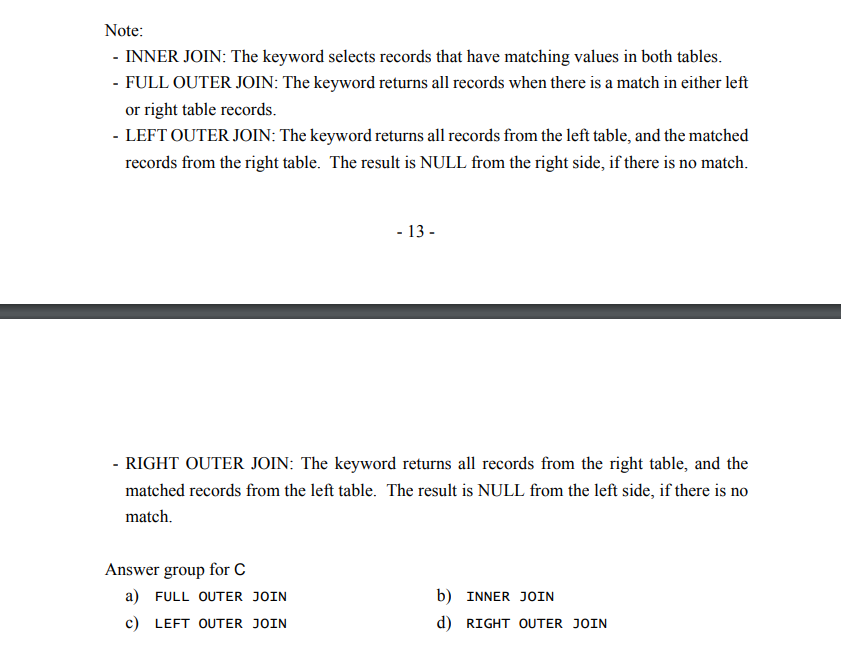 Note:
- INNER JOIN: The keyword selects records that have matching values in both tables.
- FULL OUTER JOIN: The keyword returns all records when there is a match in either left
or right table records.
- LEFT OUTER JOIN: The keyword returns all records from the left table, and the matched
records from the right table. The result is NULL from the right side, if there is no match.
- 13 -
- RIGHT OUTER JOIN: The keyword returns all records from the right table, and the
matched records from the left table. The result is NULL from the left side, if there is no
match.
Answer group for C
a) FULL OUTER JOIN b) INNER JOIN
c) LEFT OUTER JOIN d) RIGHT OUTER JOIN